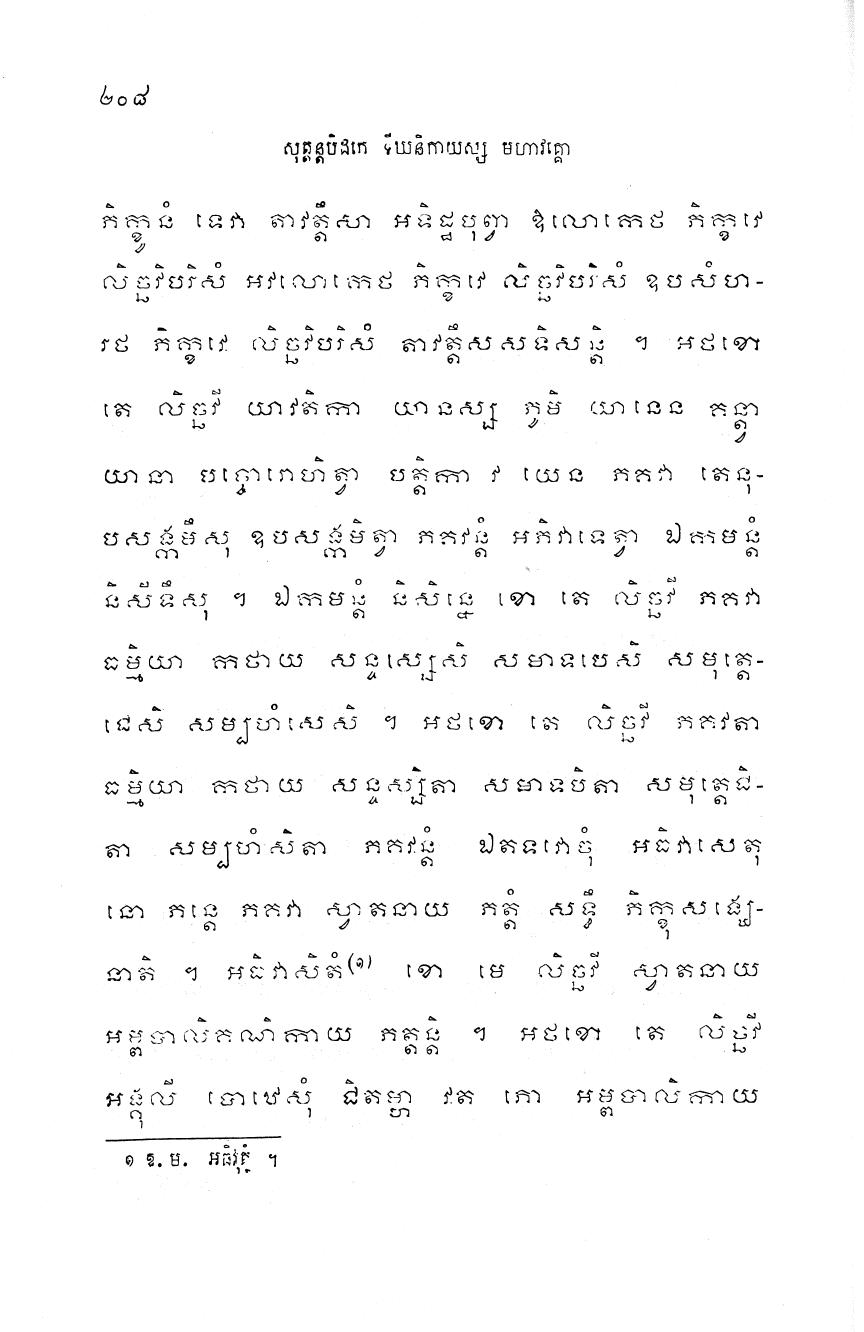 ២០៨
សុត្តន្តបិដកេ ទីឃនិកាយស្ស មហាវគ្គោ
ភិក្ខូនំ ទេវា តាវត្តឹសា អទិដ្ឋបុព្វា ឱលោកេថ ភិក្ខវេ
លិច្ឆវិបរិសំ អវលោកេថ ភិក្ខវេ លិច្ឆវិបរិសំ ឧបសំហ-
រថ ភិក្ខវេ លិច្ឆវិបរិសំ តាវត្តឹសសទិសន្តិ ។ អថខោ
តេ លិច្ឆវី យាវតិកា យានស្ស ភូមិ យានេន គន្ត្វា
យានា បច្ចោរោហិត្វា បត្តិកា វ យេន ភគវា តេនុ-
បសង្កមឹសុ ឧបសង្កមិត្វា ភគវន្តំ អភិវាទេត្វា ឯកមន្តំ
និសីទឹសុ ។ ឯកមន្តំ និសិន្នេ ខោ តេ លិច្ឆវី ភគវា
ធម្មិយា កថាយ សន្ទស្សេសិ សមាទបេសិ សមុត្តេ-
ជេសិ សម្បហំសេសិ ។ អថខោ តេ លិច្ឆវី ភគវតា
ធម្មិយា កថាយ សន្ទស្សិតា សមាទបិតា សមុត្តេជិ-
តា សម្បហំសិតា ភគវន្តំ ឯតទវោចុំ អធិវាសេតុ
នោ ភន្តេ ភគវា ស្វាតនាយ ភត្តំ សទ្ធឹ ភិក្ខុសង្ឃេ-
នាតិ ។ អធិវាសិតំ(១) ខោ មេ លិច្ឆវី ស្វាតនាយ
អម្ពបាលិគណិកាយ ភត្តន្តិ ។ អថខោ តេ លិច្ឆវី
អង្គុលី បោឋេសុំ ជិតម្ហា វត ភោ អម្ពបាលិកាយ
១ ឱ. ម. អធិវុត្ថំ ។